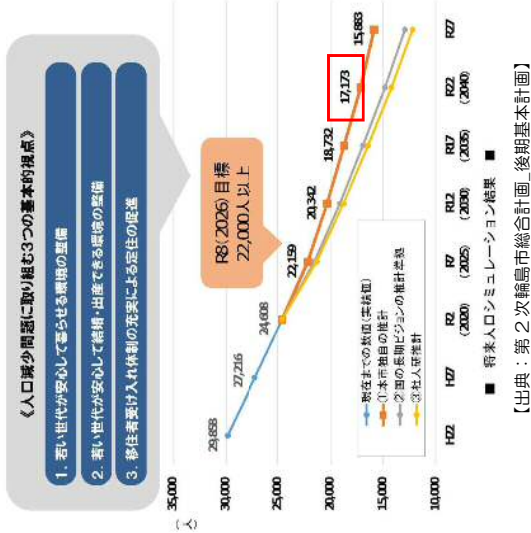 《人口減少問題に取り組む3つの基本的視点》
1. 若い世代が安心して暮らせる環境の整備
2. 若い世代が安心して結婚・出産できる環境の整備
3. 移住者受け入れ体制の充実による定住の促進
(人)
35,000
30,000
25,000
20,000
15,000
10,000
29,858
27,216
24,608
22,159
20,342
18,732
17,173
15,883
R8(2026)目標
22,000人以上
現在までの数値(実績値)
①本市独自の推計
②国の長期ビジョンの推計準拠
③社人研推計
H22
H27
R2
(2020)
R7
(2025)
R12
(2030)
R17
(2035)
R22
(2040)
R27
■ 将来人口シミュレーション結果 ■
【出典：第２次輪島市総合計画_後期基本計画】